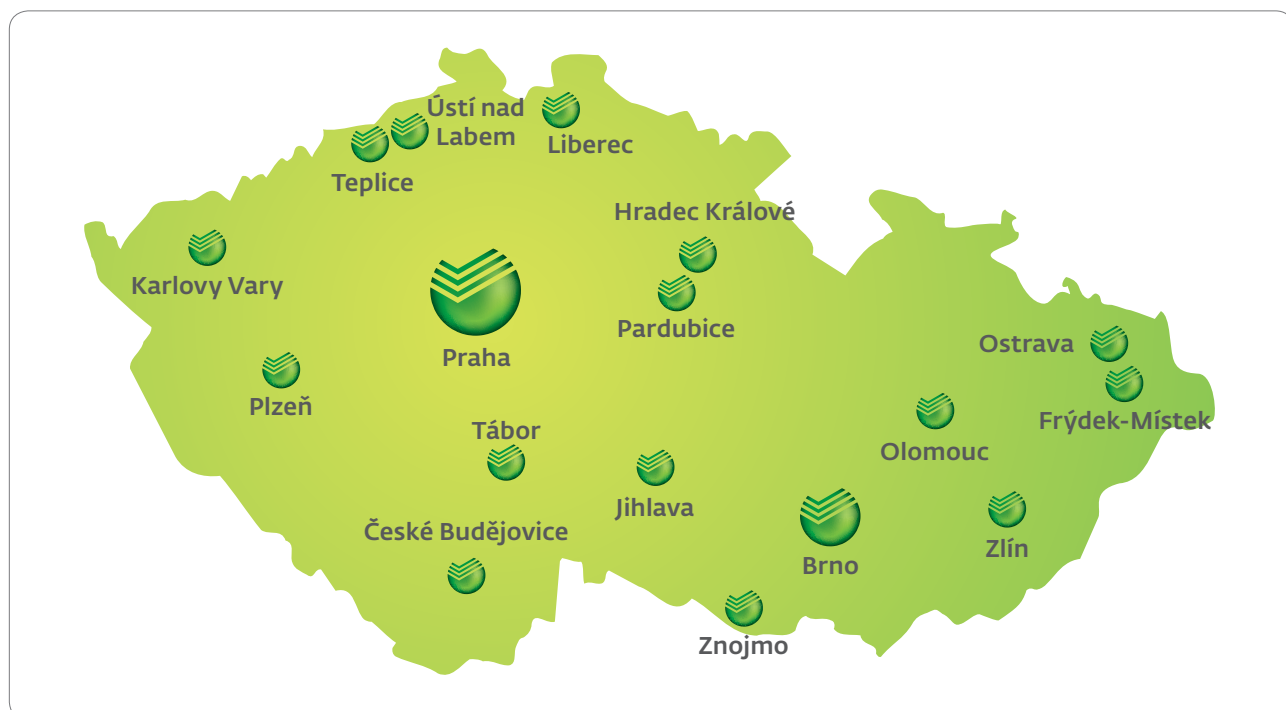 Ústí nad
Labem
Liberec
Teplice
Hradec Králové
Karlovy Vary
Pardubice
Praha
Ostrava
Plzeň
Frýdek-Místek
Tábor
Olomouc
Jihlava
České Budějovice
Zlín
Brno
Znojmo